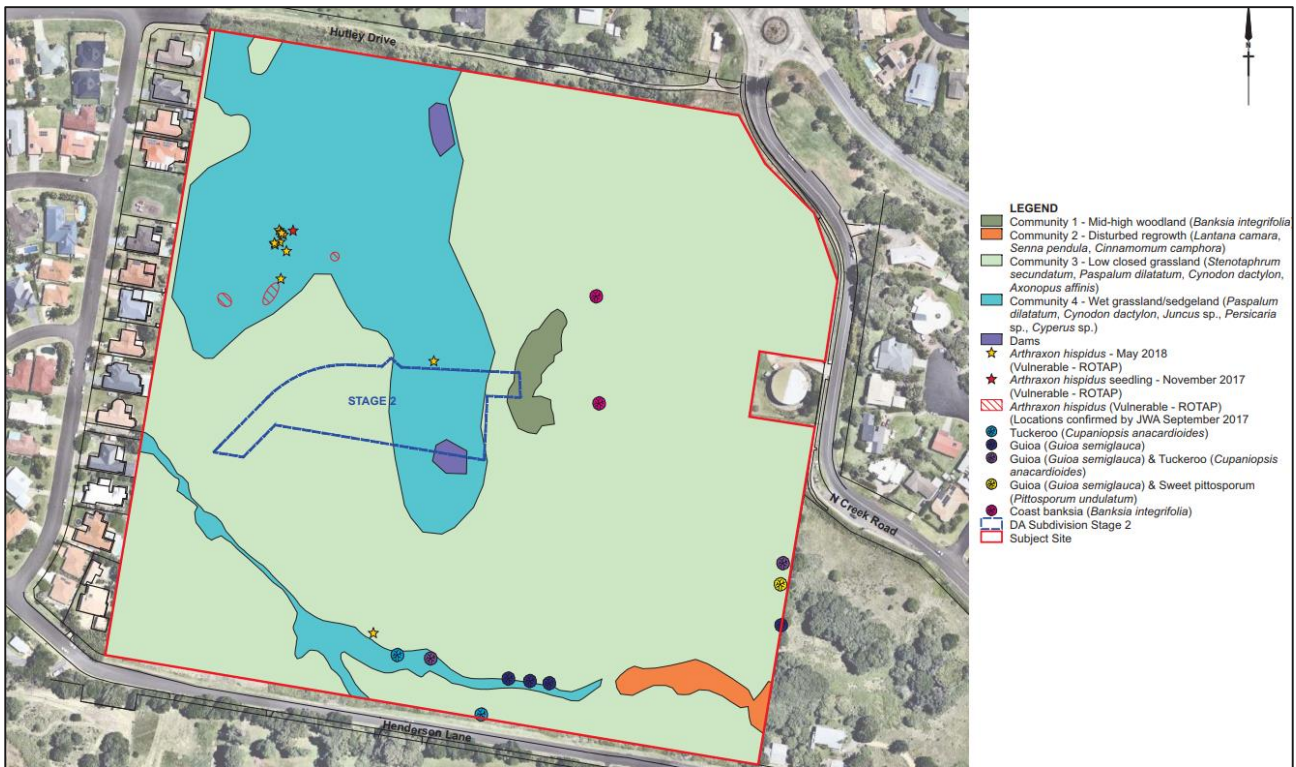 Hutley Drive
N
STAGE 2
N Creek Road
Henderson Lane
LEGEND
Community 1 - Mid-high woodland (Banksia integrifolia
Community 2 - Disturbed regrowth (Lantana camara,
Senna pendula, Cinnamomum camphora)
Community 3 - Low closed grassland (Stenotaphrum
secundatum, Paspalum dilatatum, Cynodon dactylon,
Axonopus affinis)
Community 4 - Wet grassland/sedgeland (Paspalum
dilatatum, Cynodon dactylon, Juncus sp., Persicaria
sp., Cyperus sp.)
Dams
Arthraxon hispidus - May 2018
(Vulnerable - ROTAP)
Arthraxon hispidus seedling - November 2017
(Vulnerable - ROTAP)
Arthraxon hispidus (Vulnerable - ROTAP)
(Locations confirmed by JWA September 2017
Tuckeroo (Cupaniopsis anacardioides)
Guioa (Guioa semiglauca)
Guioa (Guioa semiglauca) & Tuckeroo (Cupaniopsis
anacardioides)
Guioa (Guioa semiglauca) & Sweet pittosporum
(Pittosporum undulatum)
Coast banksia (Banksia integrifolia)
DA Subdivision Stage 2
Subject Site